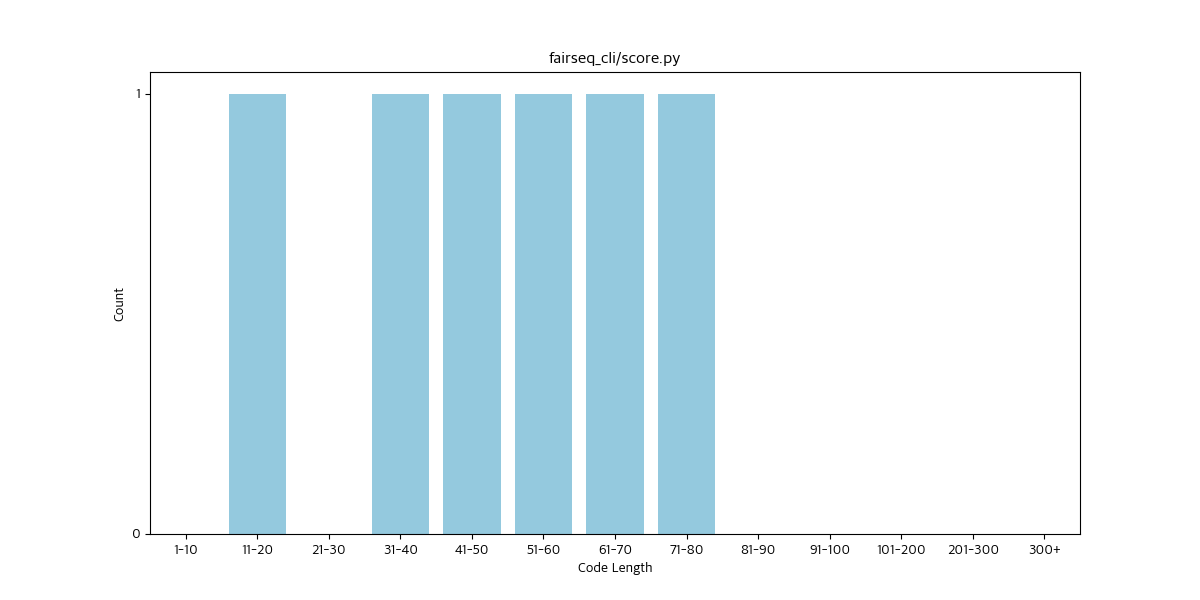 fairseq_cli/score.py
1
Count
0
1-10 11-20 21-30 31-40 41-50 51-60 61-70 71-80 81-90 91-100 101-200 201-300 300+
Code Length